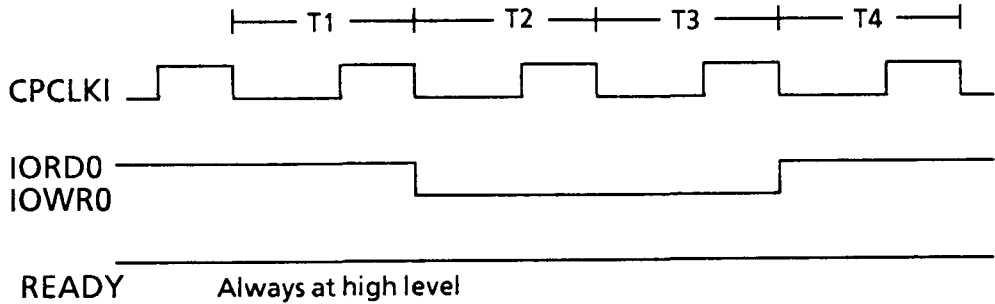 T1 T2 T3 T4
CPCLKI
IORD0
IOWR0
READY Always at high level